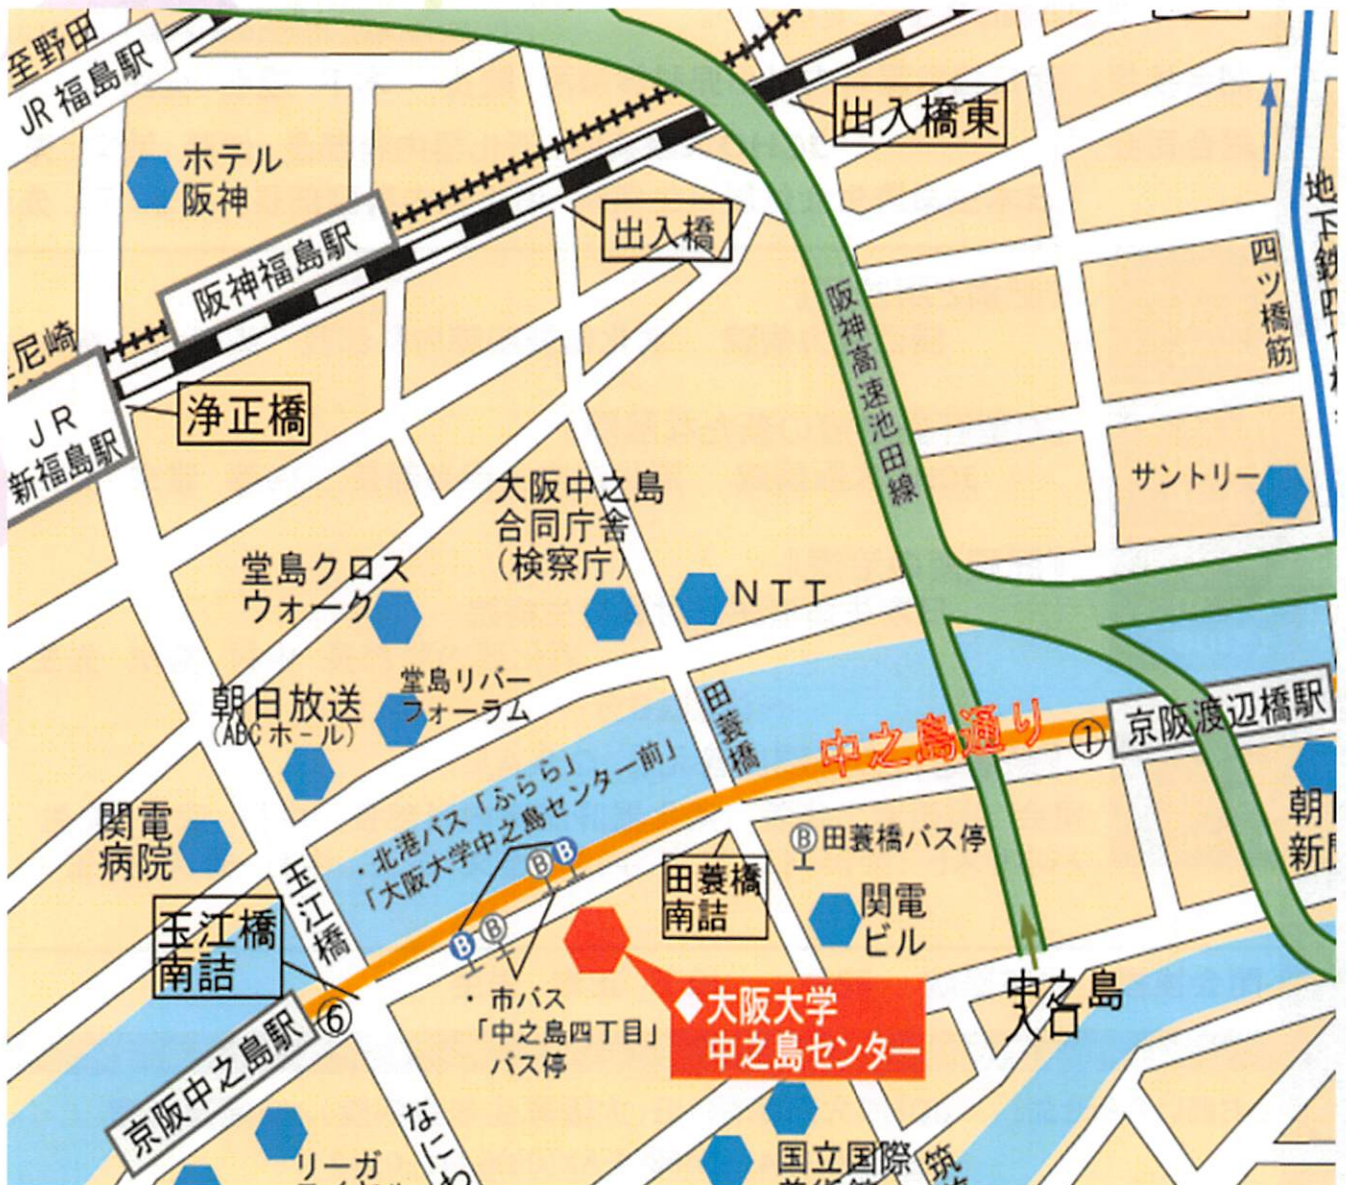 至野田
JR 福島駅
出入橋東
ホテル
阪神
出入橋
阪神福島駅
四ツ橋筋
阪神高速池田線
尼崎
浄正橋
JR
新福島駅
サントリー
大阪中之島
合同庁舎
(検察庁)
堂島クロス
ウォーク
NTT
堂島リバー
フォーラム
朝日放送
(ABCホール)
田蓑橋
中之島通り
①
京阪渡辺橋駅
・北港バス「ふらら」
「大阪大学中之島センター前」
関電
病院
B
B
田蓑橋バス停
B
田蓑橋
南詰
関電
ビル
玉江橋
玉江橋
南詰
B
B
・市バス
「中之島四丁目」
バス停
◆大阪大学
中之島センター
中之島
入口
⑥
京阪中之島駅
なにわ
リーガ
国立国際